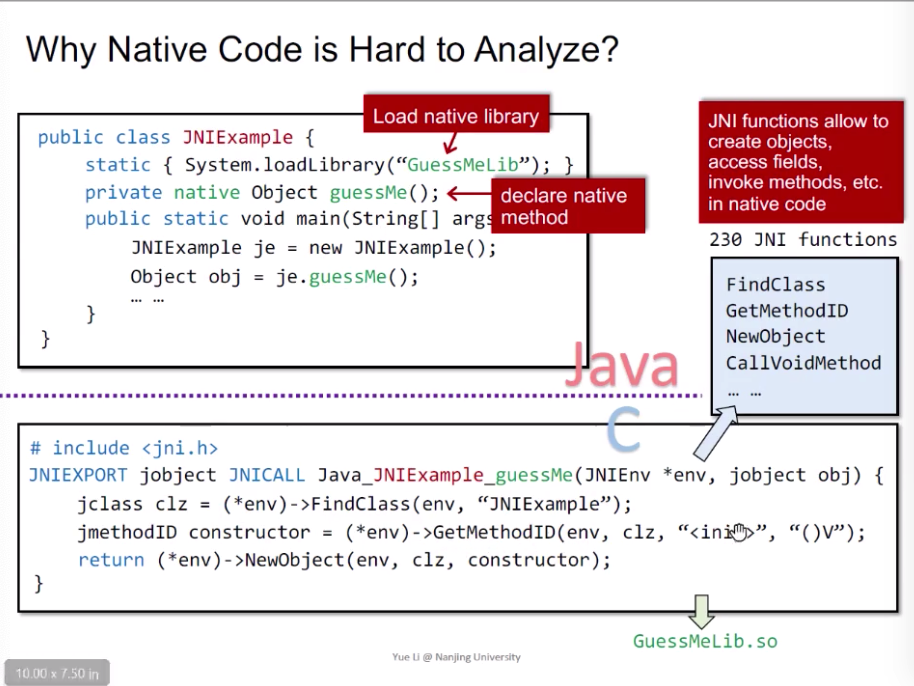 Why Native Code is Hard to Analyze?
Load native library
public class JNIExample {
static { System.loadLibrary(“GuessMeLib”); }
private native Object guessMe();
declare native
method
public static void main(String[] args
JNIExample je = new JNIExample();
Object obj = je.guessMe();
… …
}
}
JNI functions allow to
create objects,
access fields,
invoke methods, etc.
in native code
230 JNI functions
FindClass
GetMethodID
NewObject
CallVoidMethod
… …
Java
C
# include <jni.h>
JNIEXPORT jobject JNICALL Java_JNIExample_guessMe(JNIEnv *env, jobject obj) {
jclass clz = (*env)->FindClass(env, “JNIExample”);
jmethodID constructor = (*env)->GetMethodID(env, clz, “<ini>”, “()V”);
return (*env)->NewObject(env, clz, constructor);
}
GuessMeLib.so
Yue Li @ Nanjing University
10.00 x 7.50 in